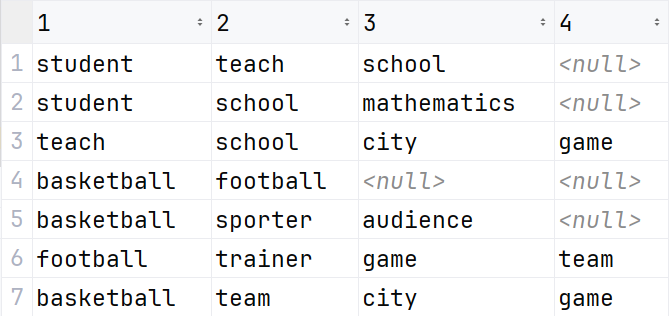 1 2 3 4
1 student teach school <null>
2 student school mathematics <null>
3 teach school city game
4 basketball football <null> <null>
5 basketball sporter audience <null>
6 football trainer game team
7 basketball team city game